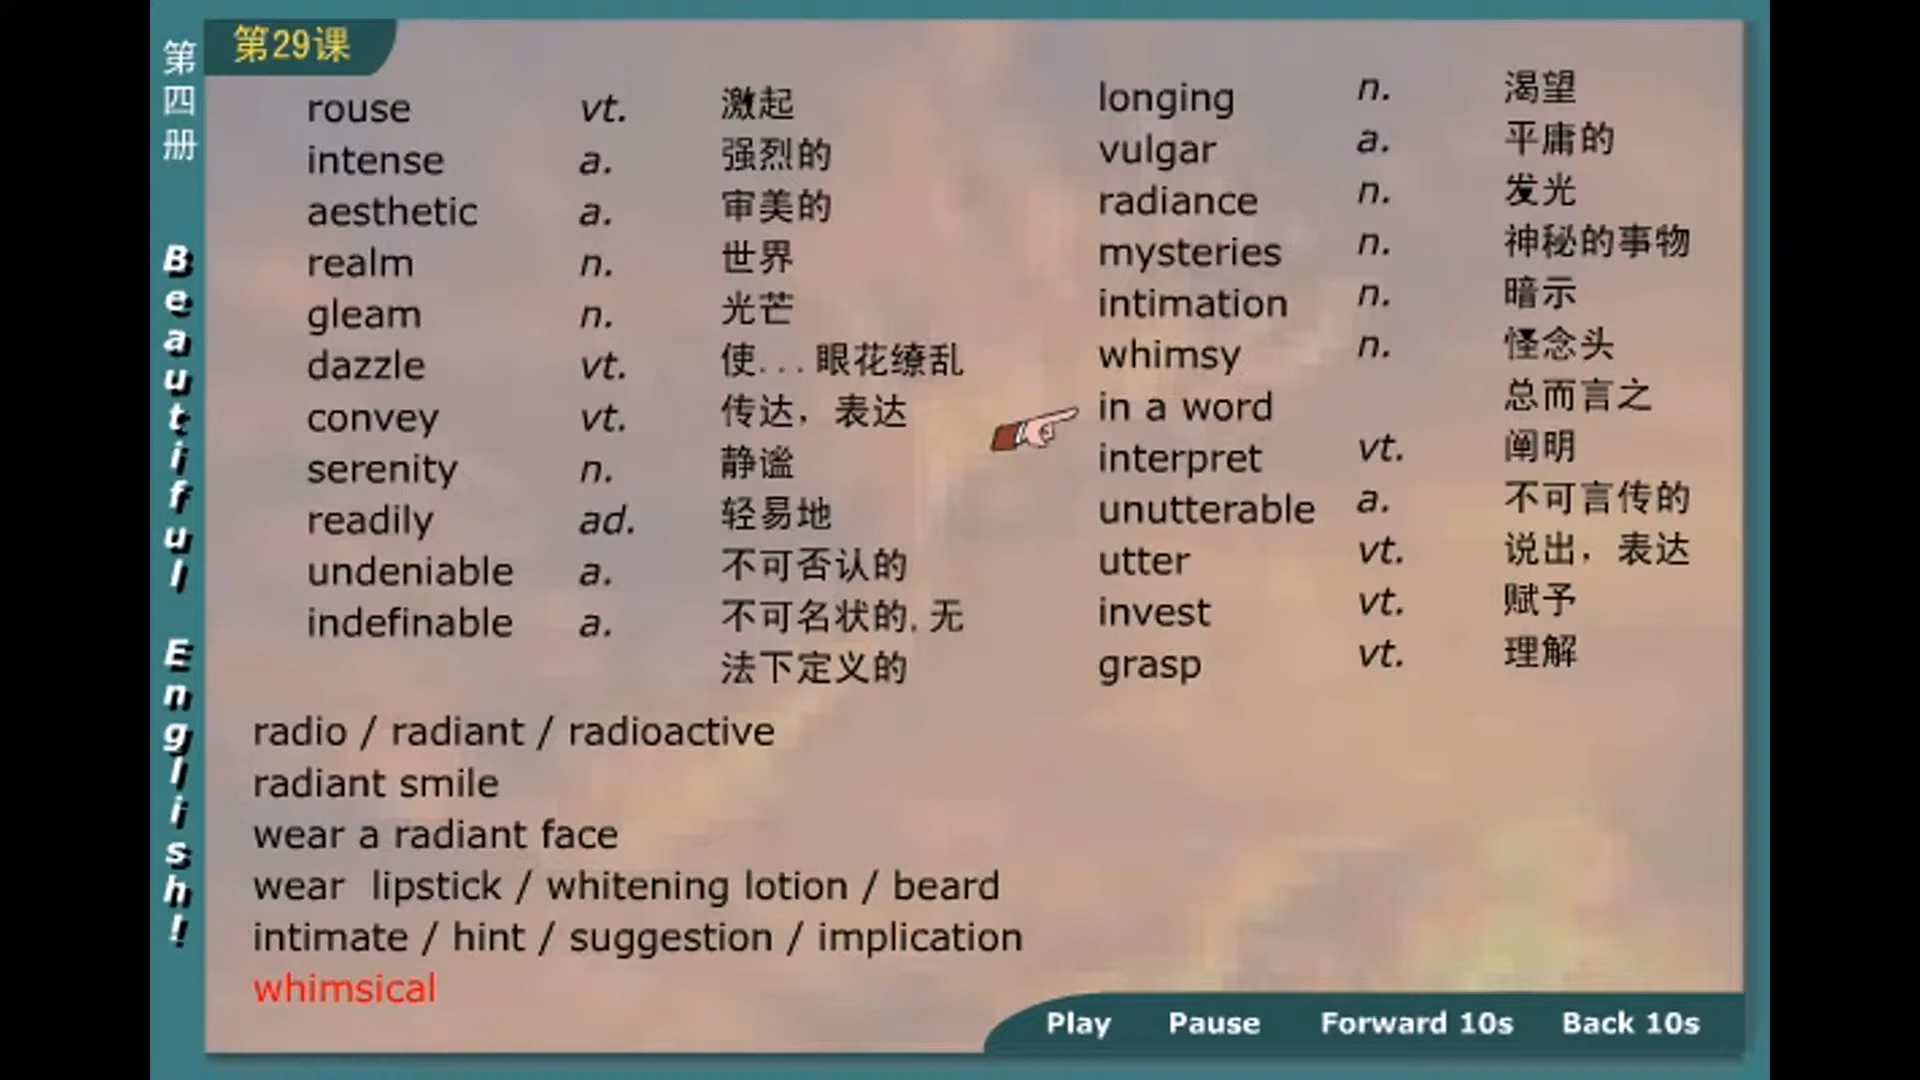 第四册
Beautiful English!
第29课
rouse vt. 激起
intense a. 强烈的
aesthetic a. 审美的
realm n. 世界
gleam n. 光芒
dazzle vt. 使...眼花缭乱
convey vt. 传达，表达
serenity n. 静谧
readily ad. 轻易地
undeniable a. 不可否认的
indefinable a. 不可名状的,无
法下定义的
longing n. 渴望
vulgar a. 平庸的
radiance n. 发光
mysteries n. 神秘的事物
intimation n. 暗示
whimsy n. 怪念头
in a word 总而言之
interpret vt. 阐明
unutterable a. 不可言传的
utter vt. 说出，表达
invest vt. 赋予
grasp vt. 理解
radio / radiant / radioactive
radiant smile
wear a radiant face
wear lipstick / whitening lotion / beard
intimate / hint / suggestion / implication
whimsical
Play Pause Forward 10s Back 10s